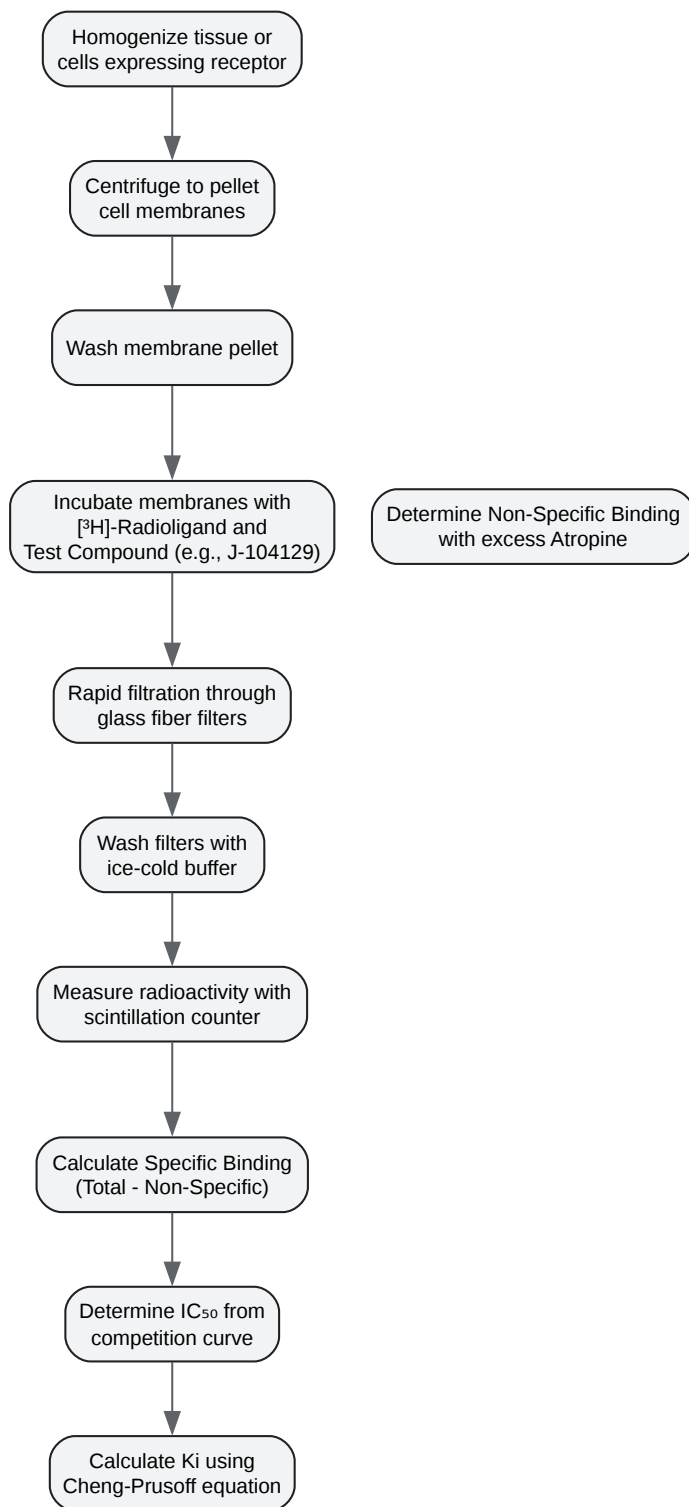 Homogenize tissue or
cells expressing receptor
Centrifuge to pellet
cell membranes
Wash membrane pellet
Incubate membranes with
[³H]-Radioligand and
Test Compound (e.g., J-104129)
Determine Non-Specific Binding
with excess Atropine
Rapid filtration through
glass fiber filters
Wash filters with
ice-cold buffer
Measure radioactivity with
scintillation counter
Calculate Specific Binding
(Total - Non-Specific)
Determine IC₅₀ from
competition curve
Calculate Ki using
Cheng-Prusoff equation